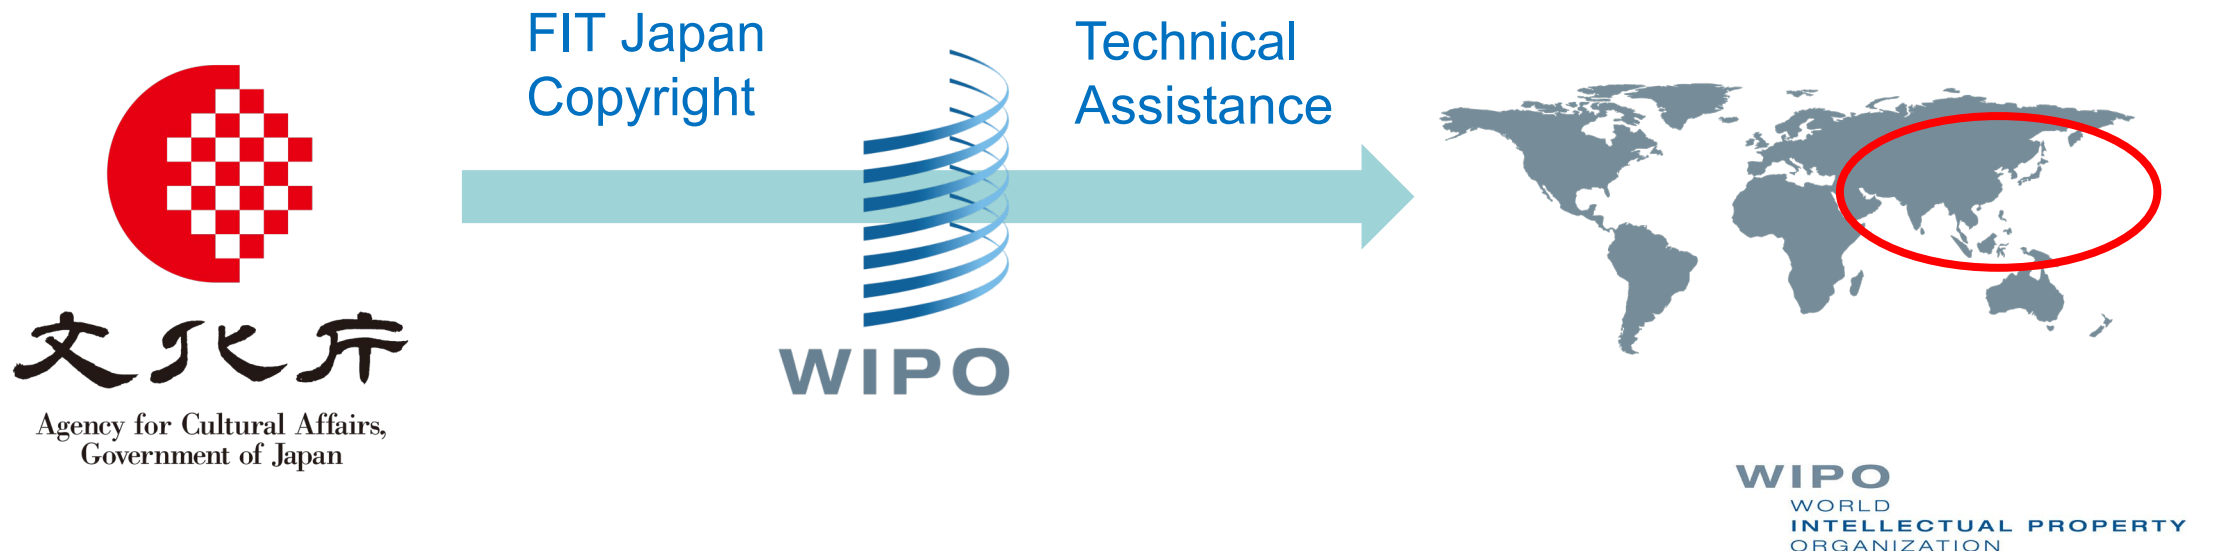 FIT Japan
Copyright
Technical
Assistance
文化庁
Agency for Cultural Affairs,
Government of Japan
WIPO
WIPO
WORLD
INTELLECTUAL PROPERTY
ORGANIZATION